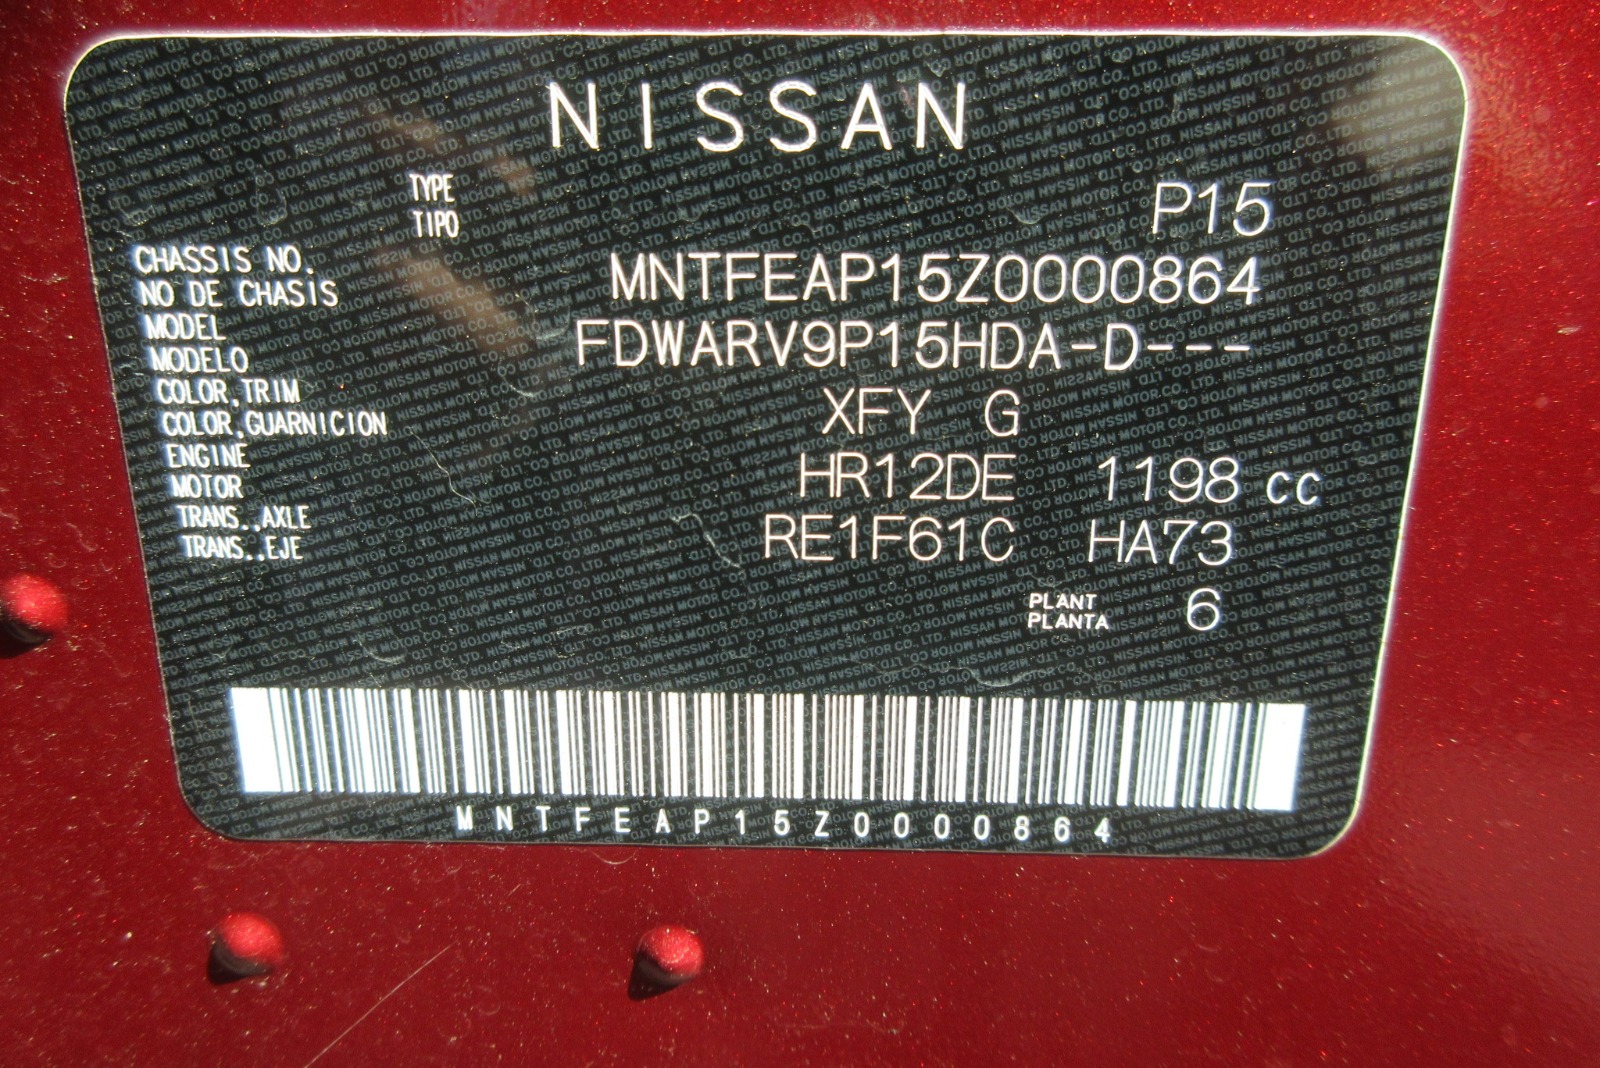 NISSAN
TYPE
TIPO P15
CHASSIS NO.
NO DE CHASIS MNTFEAP15Z0000864
MODEL
MODELO FDWARV9P15HDA-D---
COLOR,TRIM
COLOR,GUARNICION XFY G
ENGINE
MOTOR HR12DE 1198 cc
TRANS.,AXLE
TRANS.,EJE RE1F61C HA73
PLANT
PLANTA 6
MNTFEAP15Z0000864